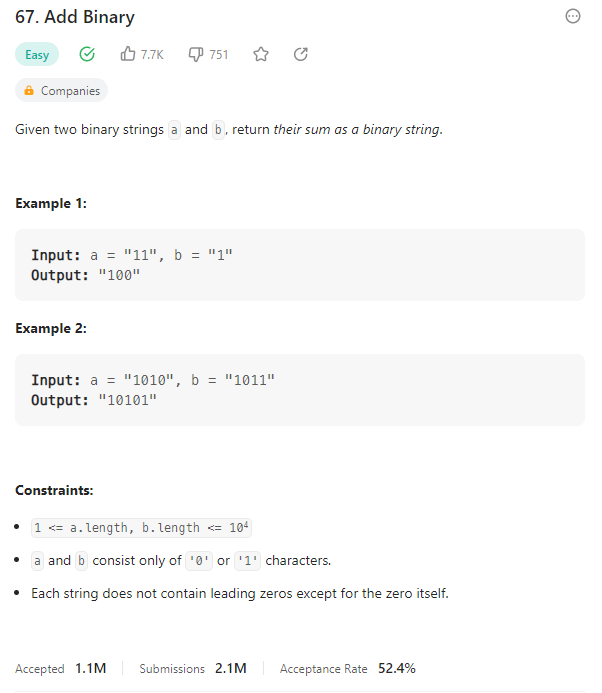 67. Add Binary
Easy 7.7K 751
Companies
Given two binary strings a and b, return their sum as a binary string.
Example 1:
Input: a = "11", b = "1"
Output: "100"
Example 2:
Input: a = "1010", b = "1011"
Output: "10101"
Constraints:
• 1 <= a.length, b.length <= 10⁴
• a and b consist only of '0' or '1' characters.
• Each string does not contain leading zeros except for the zero itself.
Accepted 1.1M Submissions 2.1M Acceptance Rate 52.4%